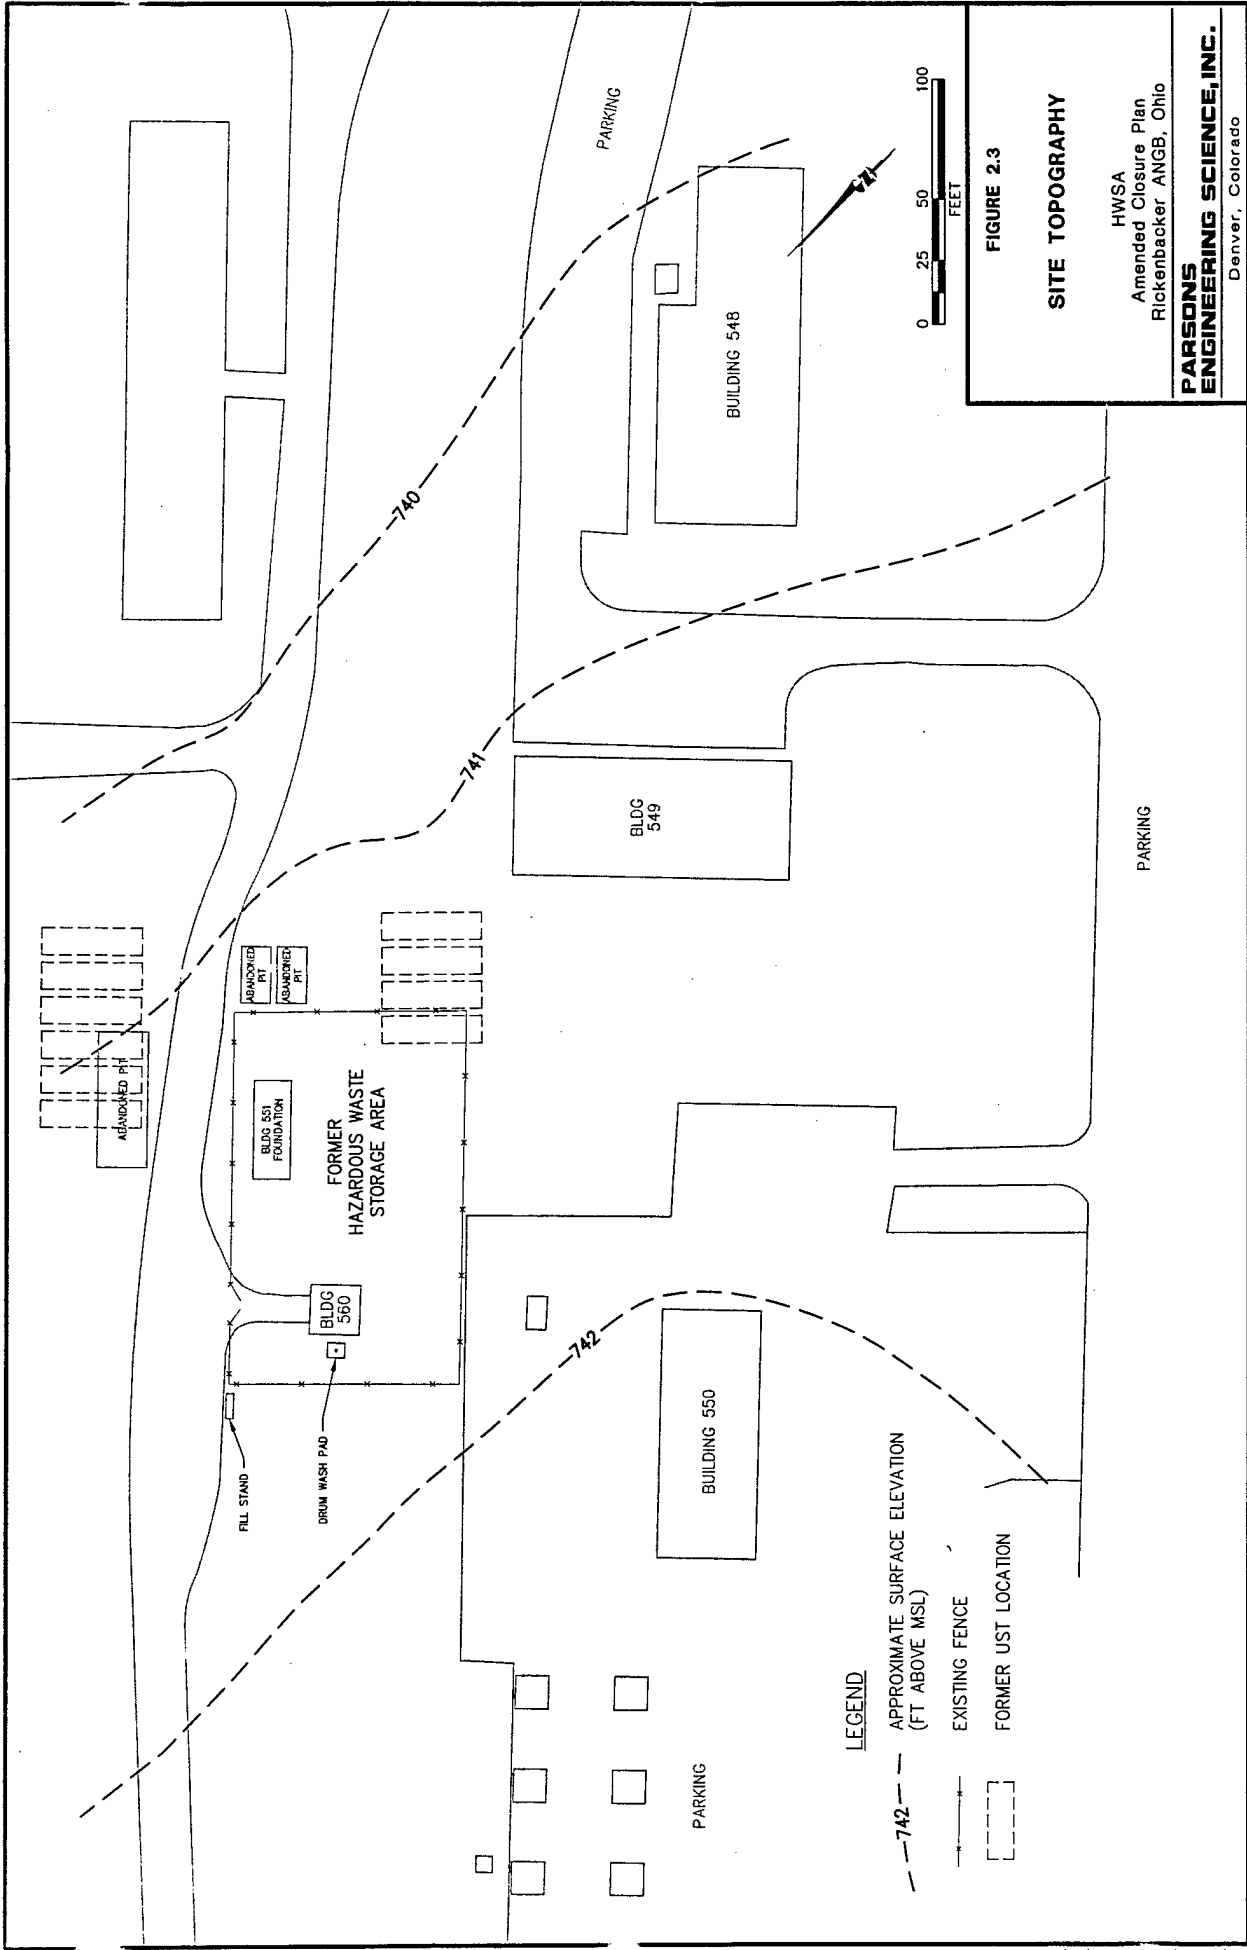 ABANDONED PIT
ABANDONED
PIT
ABANDONED
PIT
BLDG 551
FOUNDATION
FORMER
HAZARDOUS WASTE
STORAGE AREA
BLDG
560
FILL STAND
DRUM WASH PAD
740
741
742
PARKING
BUILDING 548
BLDG
549
BUILDING 550
PARKING
PARKING
LEGEND
742
APPROXIMATE SURFACE ELEVATION
(FT ABOVE MSL)
EXISTING FENCE
FORMER UST LOCATION
N
0 25 50 100
FEET
FIGURE 2.3
SITE TOPOGRAPHY
HWSA
Amended Closure Plan
Rickenbacker ANGB, Ohio
PARSONS
ENGINEERING SCIENCE, INC.
Denver, Colorado